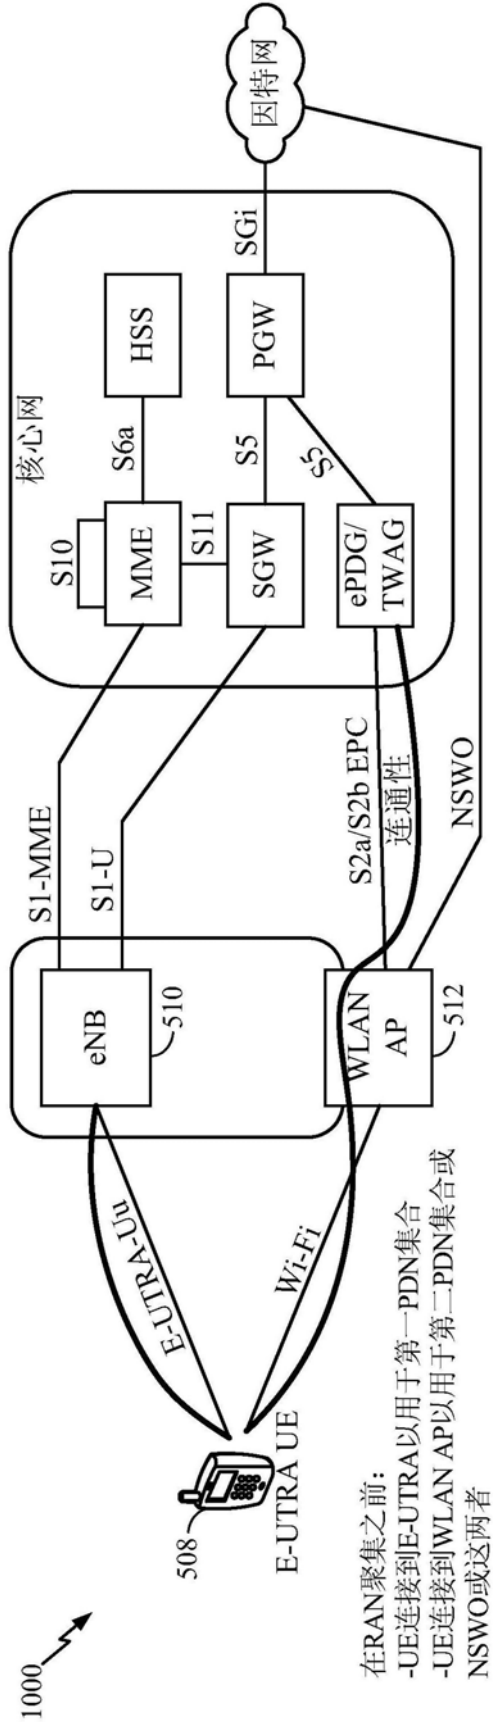 1000
508
E-UTRA UE
E-UTRA-Uu
Wi-Fi
eNB
510
WLAN
AP
512
S1-MME
S1-U
S2a/S2b EPC
连通性
NSWO
核心网
S10
MME
S6a
HSS
S11
SGW
S5
PGW
SGi
S5
ePDG/
TWAG
因特网
在RAN聚集之前：
-UE连接到E-UTRA以用于第一PDN集合
-UE连接到WLAN AP以用于第二PDN集合或
NSWO或这两者